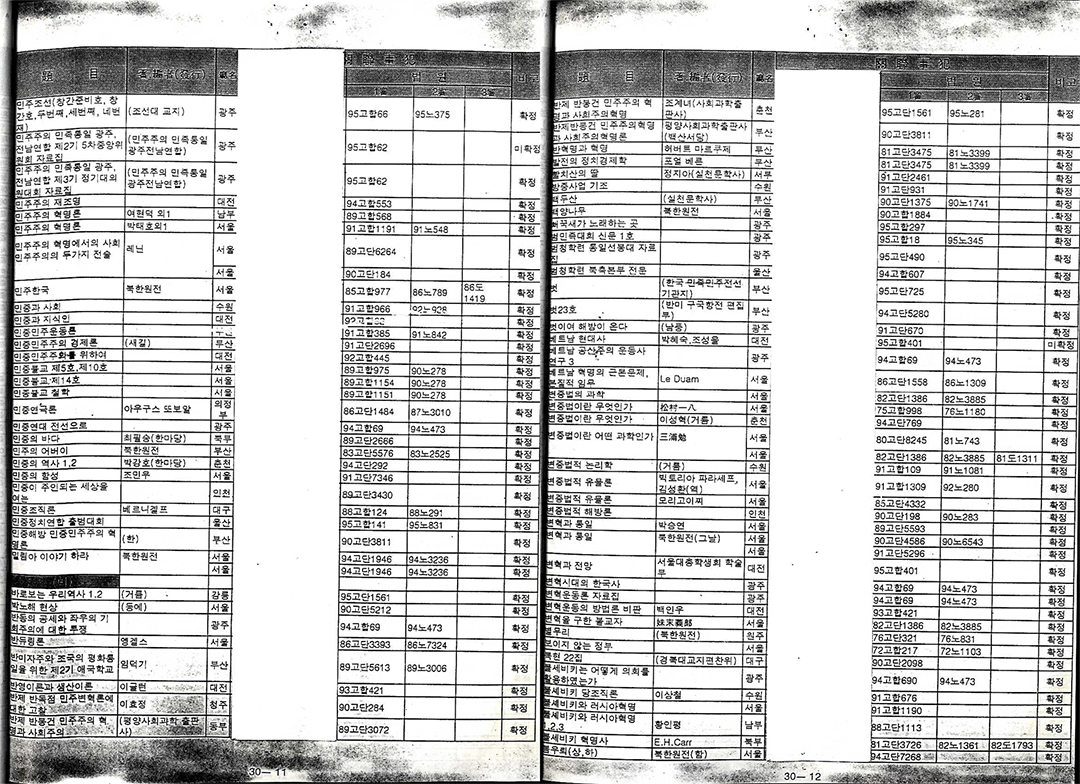 題 目 著編者(發行) 關聯事犯
법 원 비고
1심 2심 3심
민주조선(창간준비호, 창 (조선대 교지) 광주 95고합66 95노375 확정
간호,두번째,세번째, 네번
째)
민주주의 민족통일 광주, (민주주의 민족통일 광주 95고합62 미확정
전남연합 제2기 5차중앙위 광주전남연합)
원회 자료집
민주주의 민족통일 광주, (민주주의 민족통일 광주 95고합62 확정
전남연합 제3기 정기대의 광주전남연합)
원대회 자료집
민주주의 재조명 대전 94고합553 확정
민주주의 혁명론 여현덕 외1 남부 89고합568 확정
민주주의 혁명론 박태호외1 서울 91고합1191 91노548 확정
민주주의 혁명에서의 사회 레닌 서울 89고단6264 확정
민주주의의 두가지 전술
서울 90고단184 확정
민주한국 북한원전 서울 85고합977 86노789 86도 확정
1419
민중과 사회 수원 91고합966 확정
민중과 지식인 대전 확정
민중민주운동론 91고합385 91노842 확정
민중민주주의 경제론 (새길) 부산 91고단2696 확정
민중민주주화를 위하여 대전 92고합445 확정
민중불교 제5호,제10호 서울 89고합975 90노278 확정
민중불교 제14호 서울 89고합1154 90노278 확정
민중불교 철학 서울 89고합1151 90노278 확정
민중연극론 아우구스 또보알 의정 86고단1484 87노3010 확정
부
민중연대 전선으로 광주 94고합69 94노473 확정
민중의 바다 최필승(한마당) 북부 89고단2666 확정
민주의 어버이 북한원전 부산 83고단5576 83노2525 확정
민중의 역사 1,2 박강호(한마당) 춘천 94고단292 확정
민중의 함성 조민우 서울 91고단7346 확정
민중이 주인되는 세상을 인천 89고단3430 확정
여는
민중조직론 베르니겔프 대구 88고합124 88노291 확정
민중정치연합 출범대회 울산 95고합141 95노831 확정
민중해방 민중민주주의 혁 (한) 부산 90고단3811 확정
명론
밀림아 이야기 하라 북한원전 서울 94고단1946 94노3236 확정
서울 94고단1946 94노3236 확정
바로보는 우리역사 1,2 (거름) 강릉 95고단1561 확정
박노해 현상 (등에) 서울 90고단5212 확정
반동의 공세와 좌우의 기 광주 94고합69 94노473 확정
회주의에 대한 투쟁
반듀링론 엥겔스 서울 86고단3393 86노7324 확정
반미자주와 조국의 평화통 임덕기 부산 89고단5613 89노3006 확정
일을 위한 제2기 애국학교
반영이론과 생산이론 이글턴 대전 93고합421 확정
반제 반독점 민주변혁론에 이효정 청주 90고단284 확정
대한 고찰
반제 반봉건 민주주의 혁 (평양사회과학 출판 동부 89고단3072 확정
명과 사회주의 사)
30— 11
題 目 著編者(發行) 關聯事犯
법 원 비고
1심 2심 3심
반제 반봉건 민주주의 혁 조계녀(사회과학출 춘천 95고단1561 95노281 확정
명과 사회주의혁명 판사)
반제반봉건 민주주의혁명 평양사회과학출판사 부산 90고단3811 확정
과 사회주의혁명론 (백산서당)
반혁명과 혁명 허버트 마르쿠제 부산 81고단3475 81노3399 확정
발전의 정치경제학 포얼 베른 부산 81고단3475 81노3399 확정
빨치산의 딸 정지아(실천문학사) 서부 91고단2461 확정
방중사업 기조 수원 91고단931 확정
백두산 (실천문학사) 부산 90고단1375 90노1741 확정
백양나무 북한원전 서울 90고합1884 확정
뻐꾹새가 노래하는 곳 광주 95고합297 확정
범민족대회 신문 1호 광주 95고합18 95노345 확정
범청학련 통일선봉대 자료 광주 95고단490 확정
집
범청학련 북측본부 전문 울산 94고합607 확정
벗 (한국 민족민주전선 부산 95고단725 확정
기관지)
벗23호 (반미 구국항전 편집 부산 94고단5280 확정
부)
벗이여 해방이 온다 (남풍) 광주 91고단670 확정
베트남 현대사 박혜숙,조성을 대전 95고합401 미확정
베트남 공산주의 운동사 광주 94고합69 94노473 확정
연구 3
베트남 혁명의 근본문제, Le Duam 서울 86고단1558 86노1309 확정
본질적 임무
변증법의 과학 서울 82고단1386 82노3885 확정
변증법이란 무엇인가 松村一八 서울 75고합998 76노1180 확정
변증법이란 무엇인가 이성혁(거름) 춘천 94고단769 확정
변증법이란 어떤 과학인가 三浦勉 서울 80고단8245 81노743 확정
서울 82고단1386 82노3885 81도1311 확정
변증법적 논리학 (거름) 수원 91고합109 91노1081 확정
변증법적 유물론 빅토리아 파라세프, 서울 91고합1309 92노280 확정
김성환(역)
변증법적 유물론 모리고이찌 서울 85고단4332 확정
변증법적 해방론 인천 90고단198 90노283 확정
변혁과 통일 박승연 서울 89고단5593 확정
변혁과 통일 북한원전(그날) 서울 90고단4586 90노6543 확정
서울 91고단5296 확정
변혁과 전망 서울대총학생회 학술 대전 95고합401 확정
부
변혁시대의 한국사 광주 94고합69 94노473 확정
변혁운동론 자료집 광주 94고합69 94노473 확정
변혁운동의 방법론 비판 백인우 대전 93고합421 확정
변혁을 구한 불교자 妹末義郎 서울 82고단1386 82노3885 확정
별무리 (북한원전) 원주 76고단321 76노831 확정
보이지 않는 정부 서울 72고단217 72노1103 확정
복현 22집 (경북대교지편찬위) 대구 90고단2098 확정
볼셰비키는 어떻게 의회를 광주 94고합690 94노473 확정
활용하였는가
볼세비키 당조직론 이상철 수원 91고합676 확정
볼세비키와 러시아혁명 서울 91고합1190 확정
볼세비키와 러시아혁명 황인평 남부 88고단1113 확정
1,2,3
볼세비키 혁명사 E.H.Carr 북부 81고단3726 82노1361 82도1793 확정
봄우뢰(상,하) 북한원전(함) 서울 94고단7268 확정
30— 12